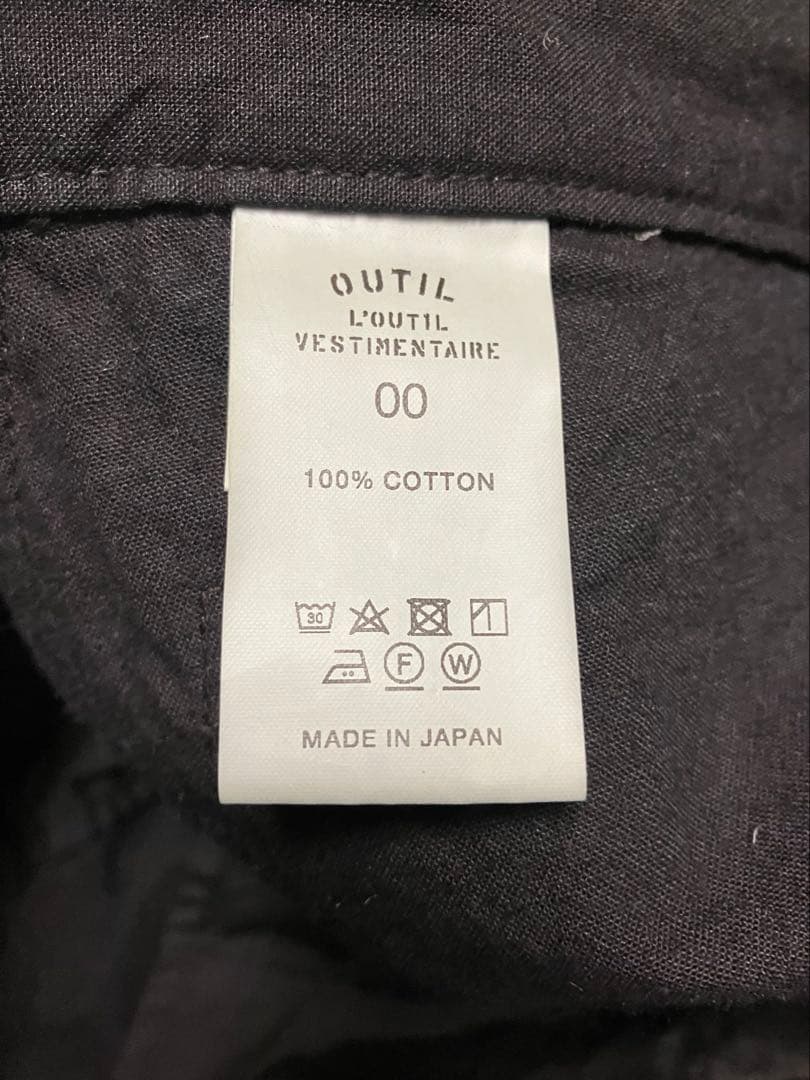 OUTIL
L'OUTIL
VESTIMENTAIRE
00
100% COTTON
30
F W
MADE IN JAPAN